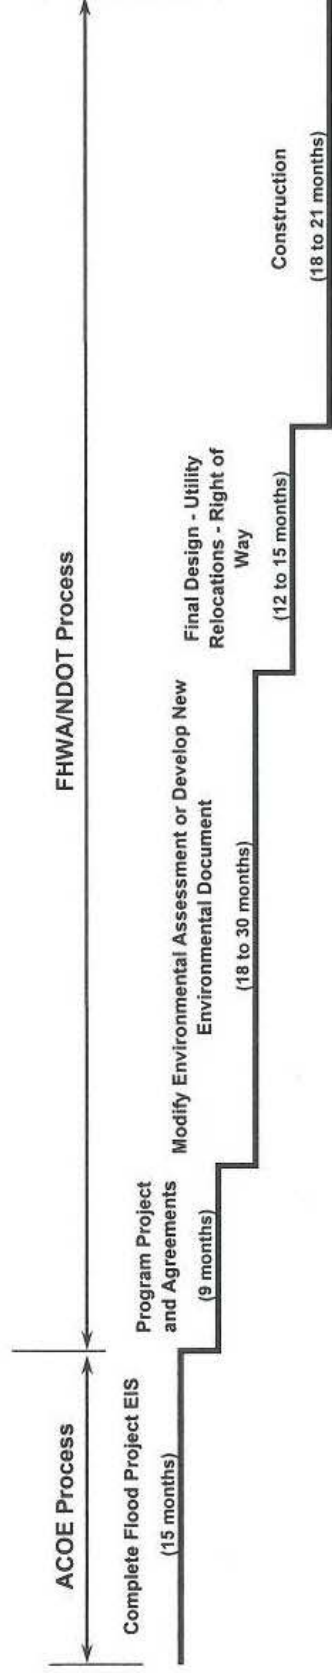 ACOE Process
FHWA/NDOT Process
Complete Flood Project EIS
(15 months)
Program Project
and Agreements
(9 months)
Modify Environmental Assessment or Develop New
Environmental Document
(18 to 30 months)
Final Design - Utility
Relocations - Right of
Way
(12 to 15 months)
Construction
(18 to 21 months)